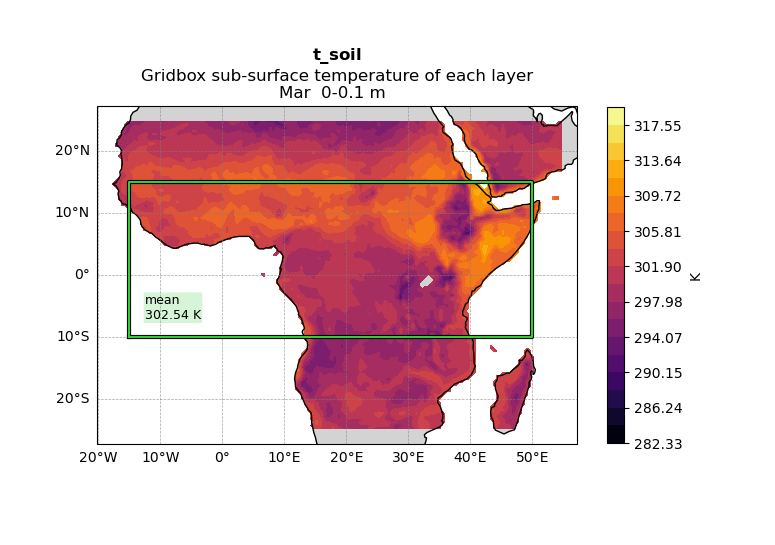 t_soil
Gridbox sub-surface temperature of each layer
Mar  0-0.1 m
20°N
10°N
0°
10°S
20°S
20°W
10°W
0°
10°E
20°E
30°E
40°E
50°E
mean
302.54 K
317.55
313.64
309.72
305.81
301.90
297.98
294.07
290.15
286.24
282.33
K